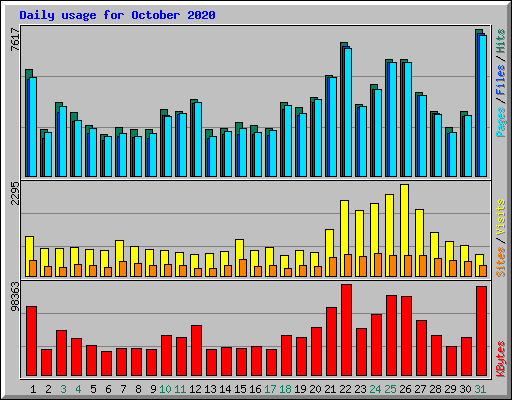 Daily usage for October 2020
7617
Pages / Files / Hits
2295
Sites / Visits
98363
KBytes
1 2 3 4 5 6 7 8 9 10 11 12 13 14 15 16 17 18 19 20 21 22 23 24 25 26 27 28 29 30 31